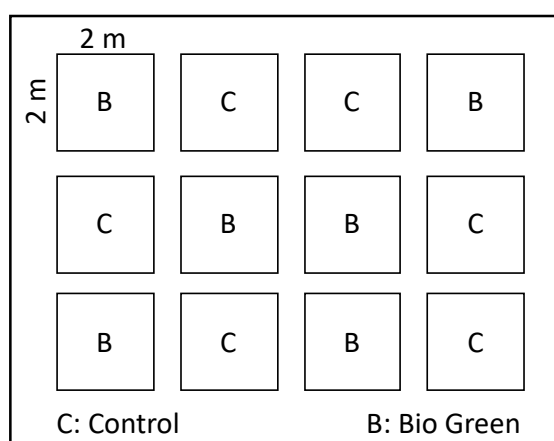 2 m
2 m
B C C B
C B B C
B C B C
C: Control B: Bio Green